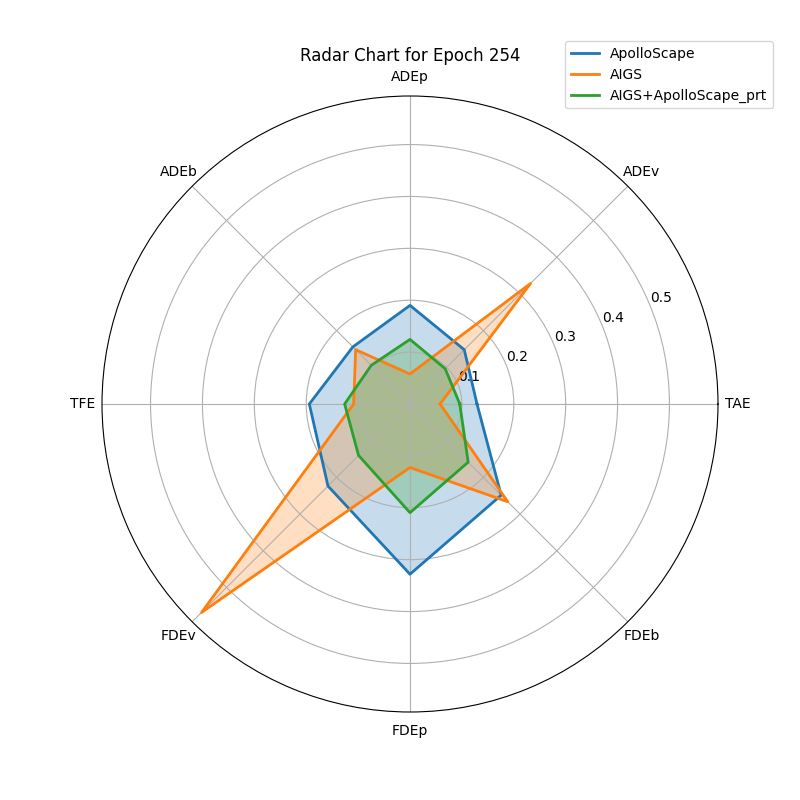 Radar Chart for Epoch 254
ApolloScape
AIGS
AIGS+ApolloScape_prt
ADEp
ADEb
ADEv
0.5
0.4
0.3
0.2
0.1
TFE
TAE
FDEv
FDEb
FDEp